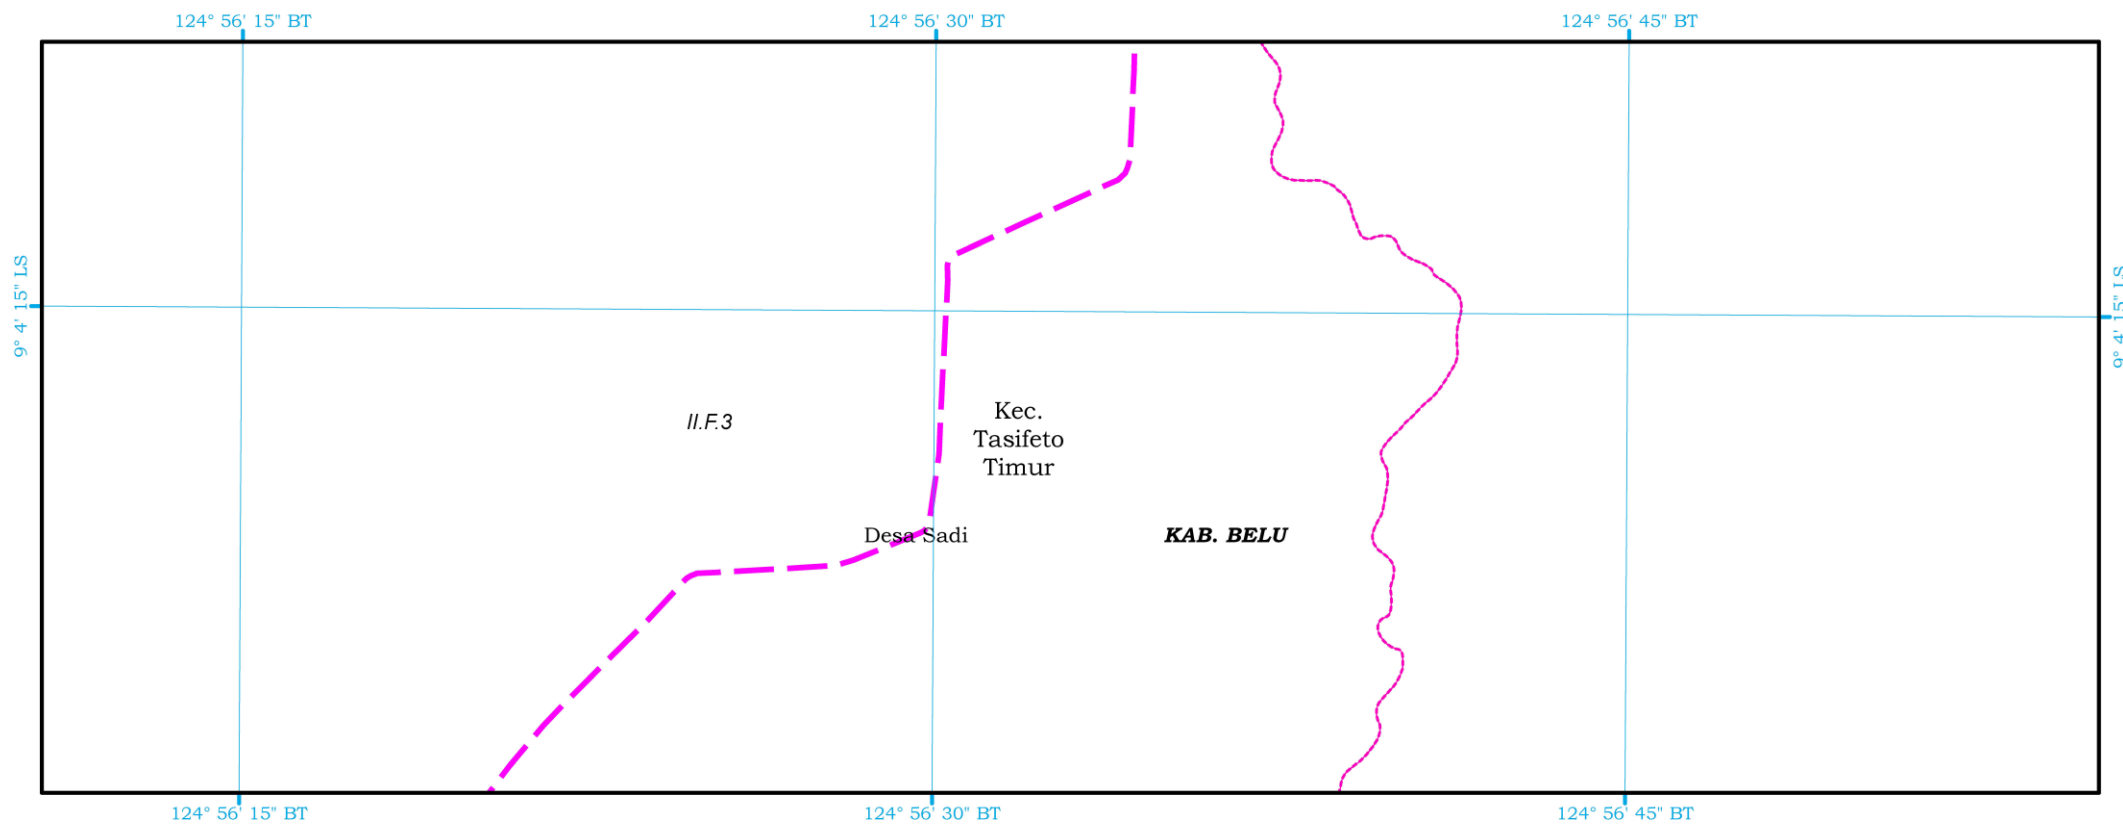 124° 56' 15" BT
124° 56' 30" BT
124° 56' 45" BT
9° 4' 15" LS
9° 4' 15" LS
II.F.3
Kec.
Tasifeto
Timur
Desa Sadi
KAB. BELU
124° 56' 15" BT
124° 56' 30" BT
124° 56' 45" BT